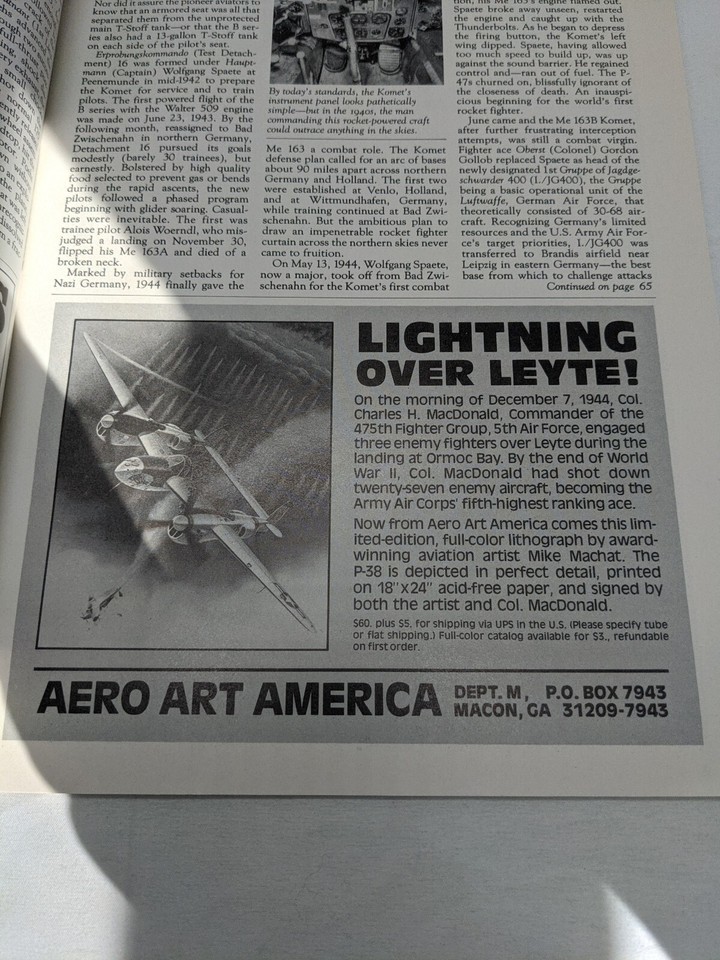 Nor did it assure the pioneer aviators to
know that an armored seat was all that
separated them from the unprotected
main T-Stoff tank—or that the B ser-
ies also had a 13-gallon T-Stoff tank
on each side of the pilot's seat.
Erprobungskommando (Test Detach-
ment) 16 was formed under Haupt-
mann (Captain) Wolfgang Spaete at
Peenemunde in mid-1942 to prepare
the Komet for service and to train
pilots. The first powered flight of the
B series with the Walter 509 engine
was made on June 23, 1943. By the
following month, reassigned to Bad
Zwischenahn in northern Germany,
Detachment 16 pursued its goals
modestly (barely 30 trainees), but
earnestly. Bolstered by high quality
food selected to prevent gas or bends
during the rapid ascents, the new
pilots followed a phased program
beginning with glider soaring. Casual-
ties were inevitable. The first was
trainee pilot Alois Woerndl, who mis-
judged a landing on November 30,
flipped his Me 163A and died of a
broken neck.
Marked by military setbacks for
Nazi Germany, 1944 finally gave the
By today's standards, the Komet's
instrument panel looks pathetically
simple—but in the 1940s, the man
commanding this rocket-powered craft
could outrace anything in the skies.
Me 163 a combat role. The Komet
defense plan called for an arc of bases
about 90 miles apart across northern
Germany and Holland. The first two
were established at Venlo, Holland,
and at Wittmundhafen, Germany,
while training continued at Bad Zwi-
schenahn. But the ambitious plan to
draw an impenetrable rocket fighter
curtain across the northern skies never
came to fruition.
On May 13, 1944, Wolfgang Spaete,
now a major, took off from Bad Zwi-
schenahn for the Komet's first combat
tion, his Me 163's engine flamed out.
Spaete broke away unseen, restarted
the engine and caught up with the
Thunderbolts. As he began to depress
the firing button, the Komet's left
wing dipped. Spaete, having allowed
too much speed to build up, was up
against the sound barrier. He regained
control and—ran out of fuel. The P-
47s churned on, blissfully ignorant of
the closeness of death. An inauspi-
cious beginning for the world's first
rocket fighter.
June came and the Me 163B Komet,
after further frustrating interception
attempts, was still a combat virgin.
Fighter ace Oberst (Colonel) Gordon
Gollob replaced Spaete as head of the
newly designated 1st Gruppe of Jagdge-
schwader 400 (I./JG400), the Gruppe
being a basic operational unit of the
Luftwaffe, German Air Force, that
theoretically consisted of 30-68 air-
craft. Recognizing Germany's limited
resources and the U.S. Army Air For-
ce's target priorities, I./JG400 was
transferred to Brandis airfield near
Leipzig in eastern Germany—the best
base from which to challenge attacks
Continued on page 65
LIGHTNING
OVER LEYTE!
On the morning of December 7, 1944, Col.
Charles H. MacDonald, Commander of the
475th Fighter Group, 5th Air Force, engaged
three enemy fighters over Leyte during the
landing at Ormoc Bay. By the end of World
War II, Col. MacDonald had shot down
twenty-seven enemy aircraft, becoming the
Army Air Corps' fifth-highest ranking ace.
Now from Aero Art America comes this lim-
ited-edition, full-color lithograph by award-
winning aviation artist Mike Machat. The
P-38 is depicted in perfect detail, printed
on 18"x24" acid-free paper, and signed by
both the artist and Col. MacDonald.
$60. plus $5. for shipping via UPS in the U.S. (Please specify tube
or flat shipping.) Full-color catalog available for $3., refundable
on first order.
AERO ART AMERICA
DEPT. M, P.O. BOX 7943
MACON, GA 31209-7943